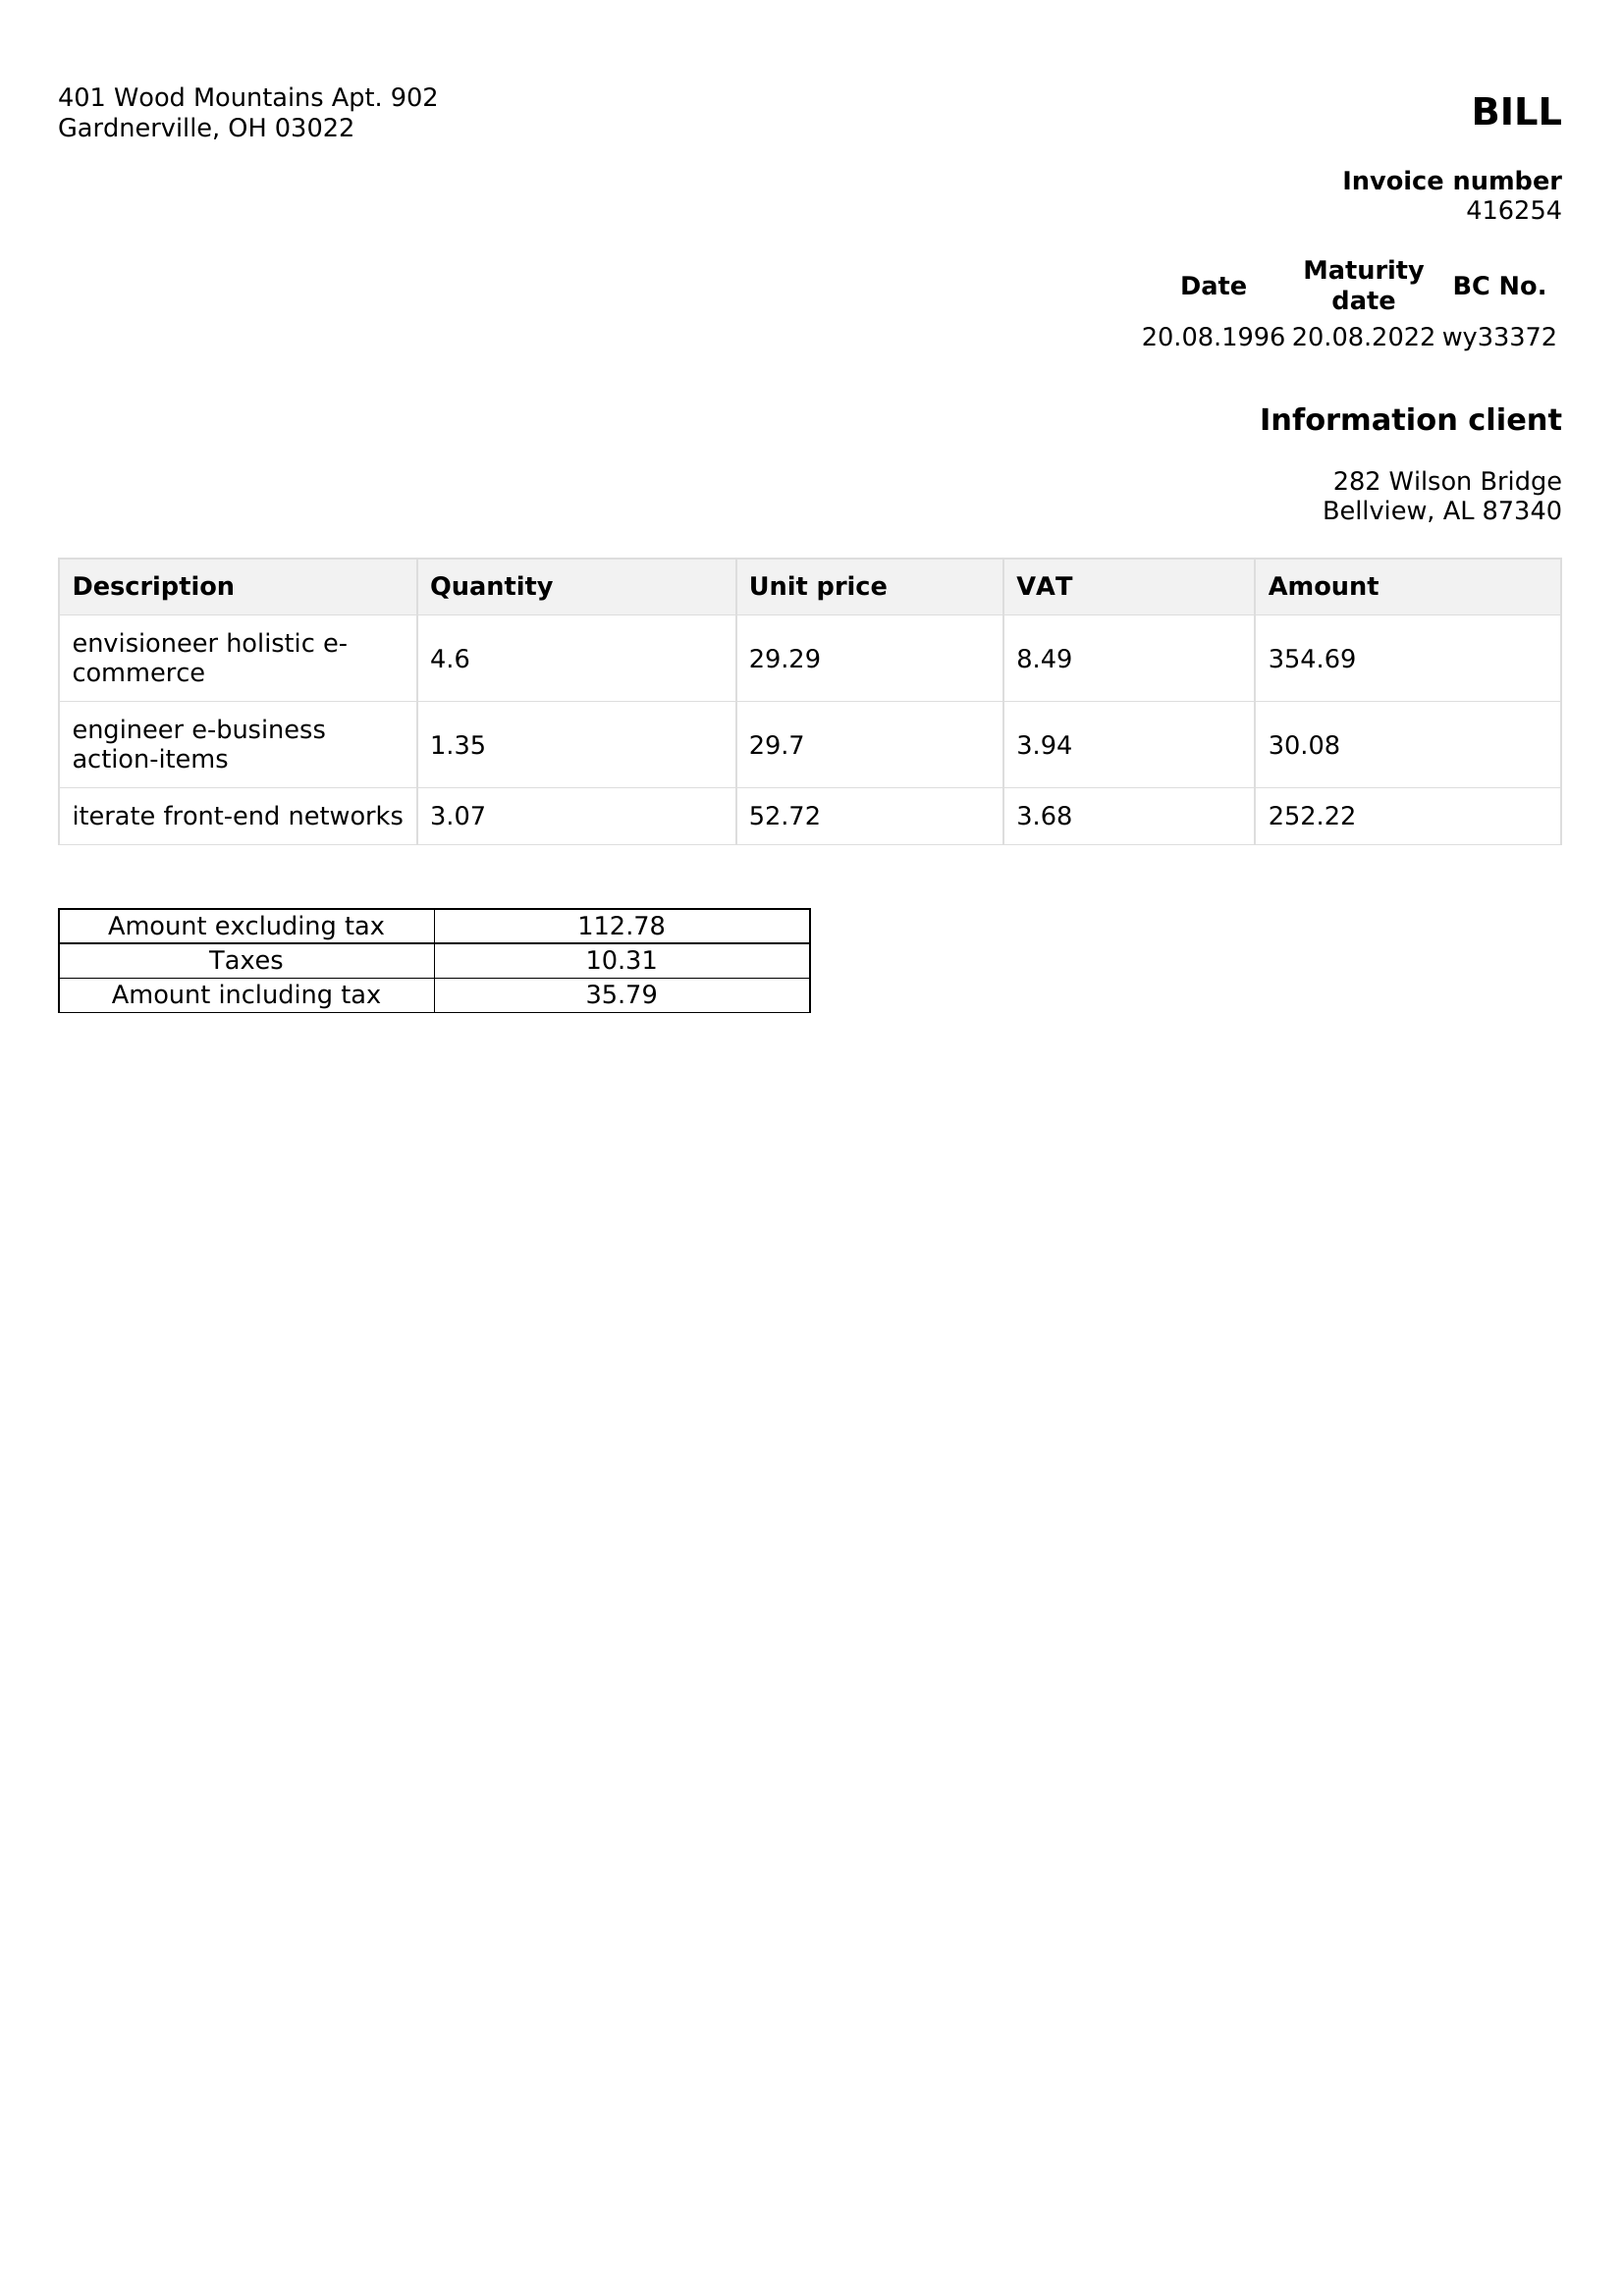 401 Wood Mountains Apt. 902
Gardnerville, OH 03022
BILL
Invoice number
416254
Date Maturity date BC No.
20.08.1996 20.08.2022 wy33372
Information client
282 Wilson Bridge
Bellview, AL 87340
Description Quantity Unit price VAT Amount
envisioneer holistic e-
commerce 4.6 29.29 8.49 354.69
engineer e-business
action-items 1.35 29.7 3.94 30.08
iterate front-end networks 3.07 52.72 3.68 252.22
Amount excluding tax 112.78
Taxes 10.31
Amount including tax 35.79